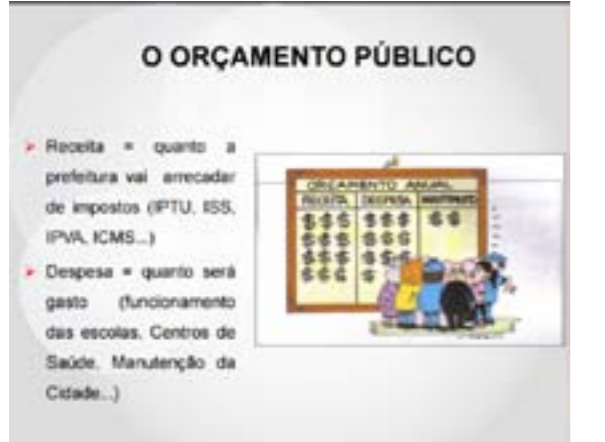 O ORÇAMENTO PÚBLICO
Receita = quanto a
prefeitura vai arrecadar
de impostos (IPTU, ISS,
IPVA, ICMS...)
Despesa = quanto será
gasto (funcionamento
das escolas, Centros de
Saúde, Manutenção da
Cidade...)
ORÇAMENTO ANUAL
RECEITA DESPESA INVESTIMENTO
$ $ $ $ $ $ $ $
$ $ $ $ $ $
$ $ $ $ $ $
$ $ $ $ $ $